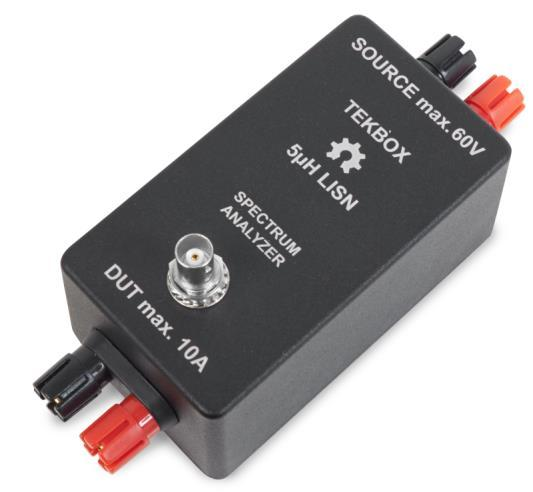 SOURCE max. 60V
TEKBOX
5µH LISN
SPECTRUM
ANALYZER
DUT max. 10A